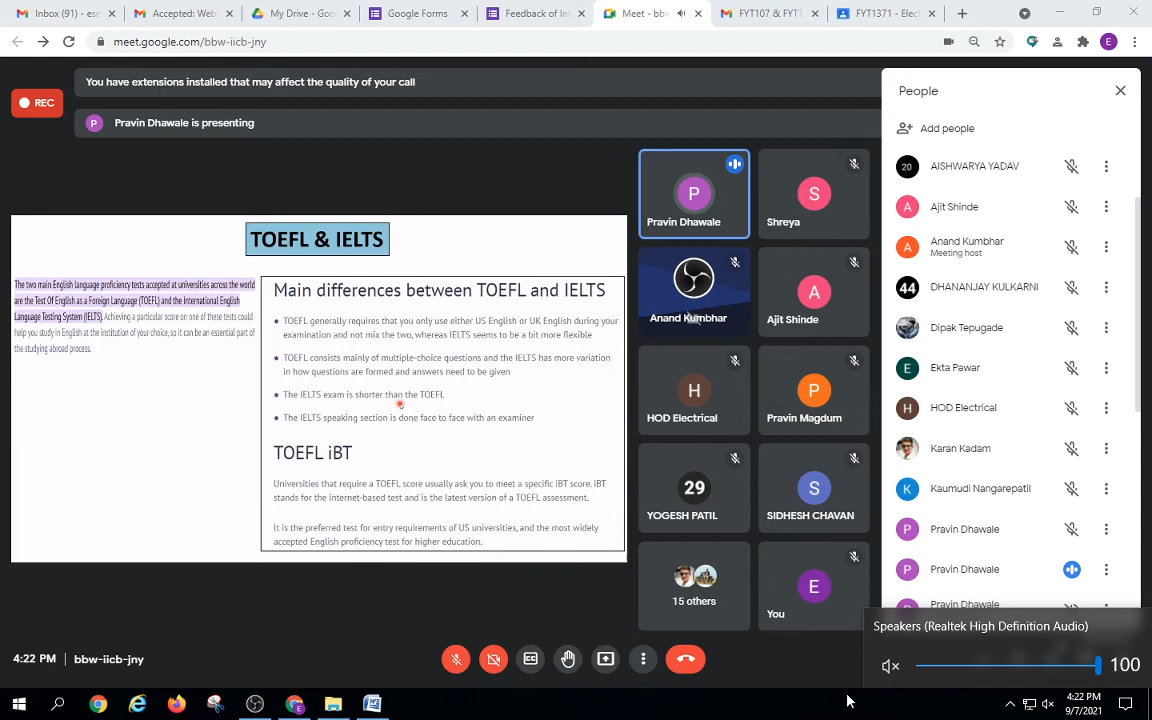 Inbox (91) - ese
Accepted: Web
My Drive - Goo
Google Forms
Feedback of Int
Meet - bbw
FYT107 & FYT1
FYT1371 - Elect
meet.google.com/bbw-iicb-jny
E
You have extensions installed that may affect the quality of your call
REC
P
Pravin Dhawale is presenting
TOEFL & IELTS
The two main English language proficiency tests accepted at universities across the world
are the Test Of English as a Foreign Language (TOEFL) and the International English
Language Testing System (IELTS). Achieving a particular score on one of these tests could
help you study in English at the institution of your choice, so it can be an essential part of
the studying abroad process.
Main differences between TOEFL and IELTS
TOEFL generally requires that you only use either US English or UK English during your
examination and not mix the two, whereas IELTS seems to be a bit more flexible
TOEFL consists mainly of multiple-choice questions and the IELTS has more variation
in how questions are formed and answers need to be given
The IELTS exam is shorter than the TOEFL
The IELTS speaking section is done face to face with an examiner
TOEFL iBT
Universities that require a TOEFL score usually ask you to meet a specific iBT score. iBT
stands for the internet-based test and is the latest version of a TOEFL assessment.
It is the preferred test for entry requirements of US universities, and the most widely
accepted English proficiency test for higher education.
P
Pravin Dhawale
S
Shreya
Anand Kumbhar
A
Ajit Shinde
H
HOD Electrical
P
Pravin Magdum
29
YOGESH PATIL
S
SIDHESH CHAVAN
15 others
E
You
People
Add people
20
AISHWARYA YADAV
A
Ajit Shinde
A
Anand Kumbhar
Meeting host
44
DHANANJAY KULKARNI
Dipak Tepugade
E
Ekta Pawar
H
HOD Electrical
Karan Kadam
K
Kaumudi Nangarepatil
P
Pravin Dhawale
P
Pravin Dhawale
Pravin Dhawale
Speakers (Realtek High Definition Audio)
100
4:22 PM
bbw-iicb-jny
4:22 PM
9/7/2021